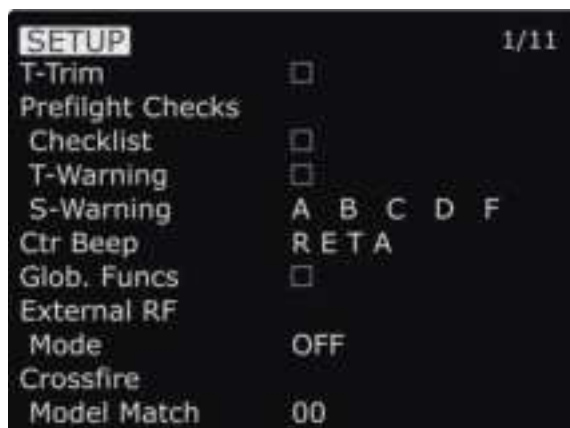 SETUP 1/11
T-Trim
Prefilght Checks
Checklist
T-Warning
S-Warning A B C D F
Ctr Beep R E T A
Glob. Funcs
External RF
Mode OFF
Crossfire
Model Match 00